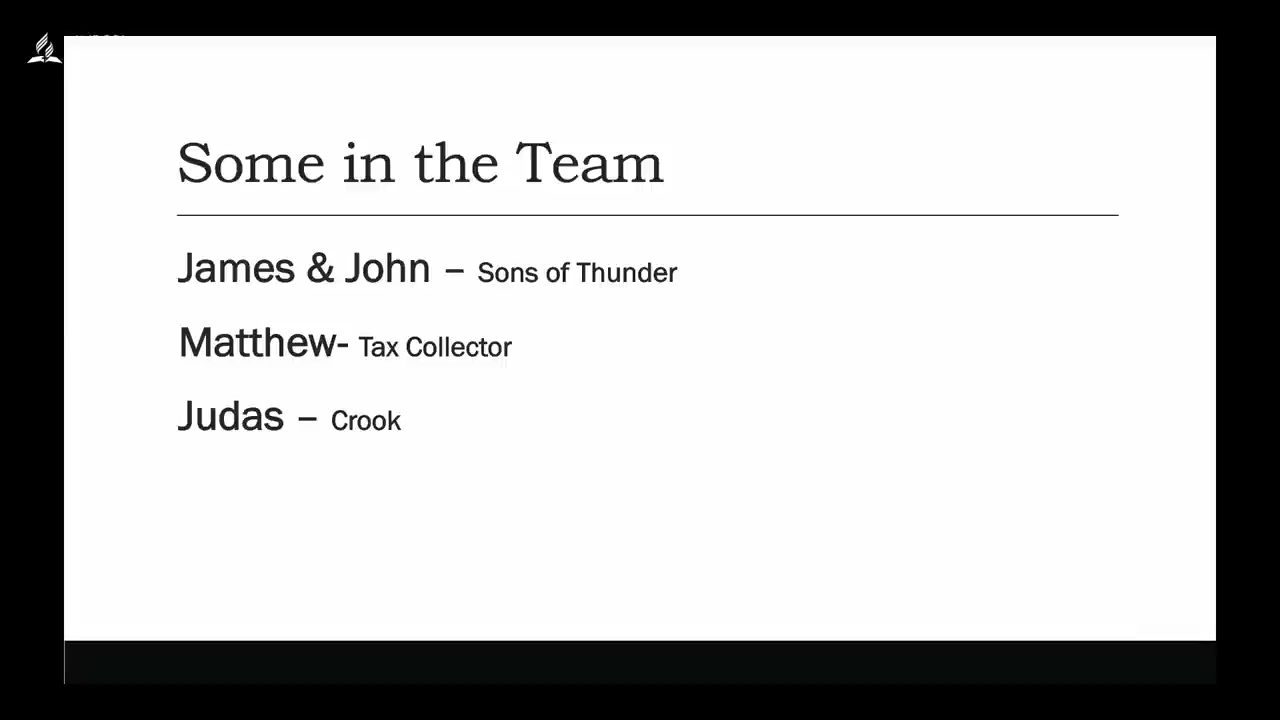 Some in the Team
James & John – Sons of Thunder
Matthew- Tax Collector
Judas – Crook